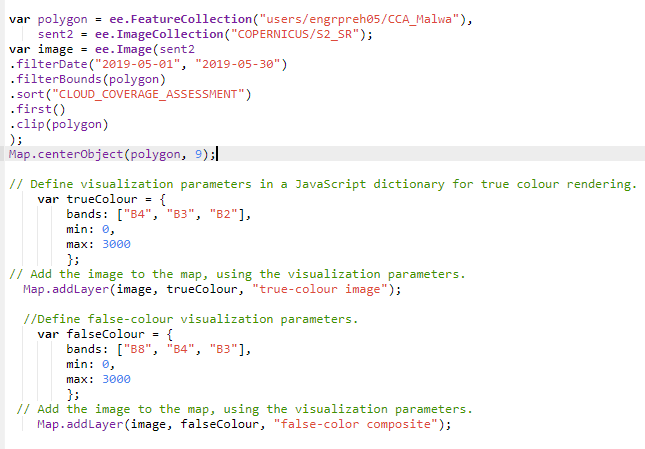 var polygon = ee.FeatureCollection("users/engrpreh05/CCA_Malwa"),
    sent2 = ee.ImageCollection("COPERNICUS/S2_SR");
var image = ee.Image(sent2
.filterDate("2019-05-01", "2019-05-30")
.filterBounds(polygon)
.sort("CLOUD_COVERAGE_ASSESSMENT")
.first()
.clip(polygon)
);
Map.centerObject(polygon, 9);
// Define visualization parameters in a JavaScript dictionary for true colour rendering.
    var trueColour = {
        bands: ["B4", "B3", "B2"],
        min: 0,
        max: 3000
        };
// Add the image to the map, using the visualization parameters.
  Map.addLayer(image, trueColour, "true-colour image");
  //Define false-colour visualization parameters.
    var falseColour = {
        bands: ["B8", "B4", "B3"],
        min: 0,
        max: 3000
        };
 // Add the image to the map, using the visualization parameters.
    Map.addLayer(image, falseColour, "false-color composite");